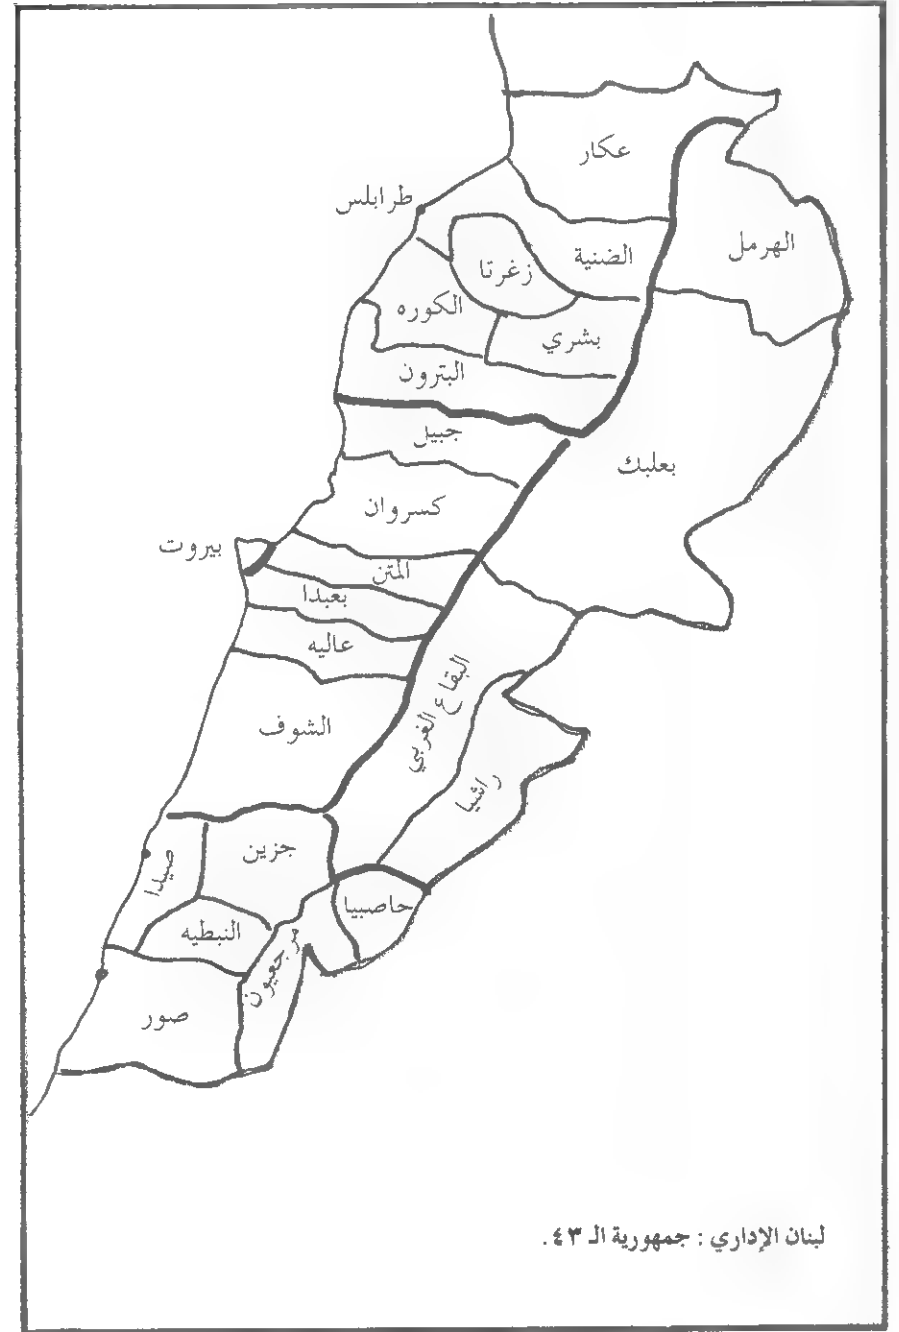 عكار
طرابلس
الهرمل
الضنية
زغرتا
الكوره
بشري
البترون
جبيل
بعلبك
كسروان
بيروت
المتن
بعبدا
عاليه
البقاع الغربي
الشوف
راشيا
جزين
صيدا
حاصبيا
النبطيه
مرجعيون
صور
لبنان الإداري : جمهورية الـ ٤٣ .